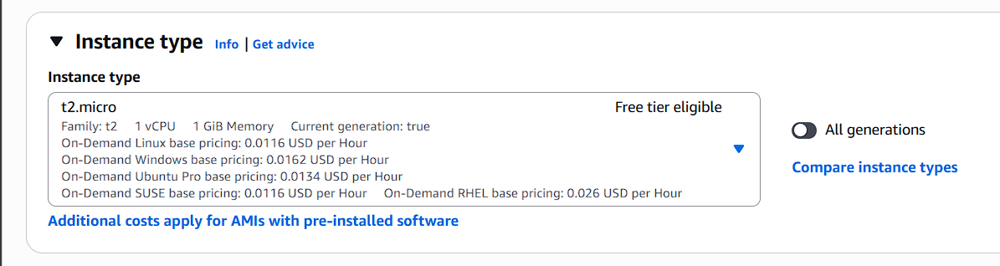 Instance type Info | Get advice
Instance type
t2.micro Free tier eligible
Family: t2 1 vCPU 1 GiB Memory Current generation: true
On-Demand Linux base pricing: 0.0116 USD per Hour
On-Demand Windows base pricing: 0.0162 USD per Hour
On-Demand Ubuntu Pro base pricing: 0.0134 USD per Hour
On-Demand SUSE base pricing: 0.0116 USD per Hour On-Demand RHEL base pricing: 0.026 USD per Hour
All generations
Compare instance types
Additional costs apply for AMIs with pre-installed software